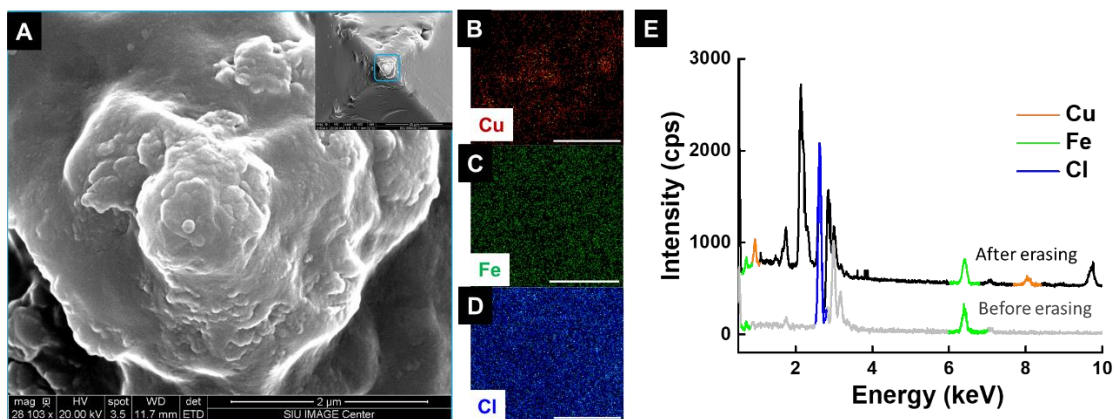 A
mag HV spot WD det
28 103 x 20.00 kV 3.5 11.7 mm ETD
2 µm
SIU IMAGE Center
B
Cu
C
Fe
D
Cl
E
Intensity (cps)
3000
2000
1000
0
Cu
Fe
Cl
After erasing
Before erasing
2 4 6 8 10
Energy (keV)